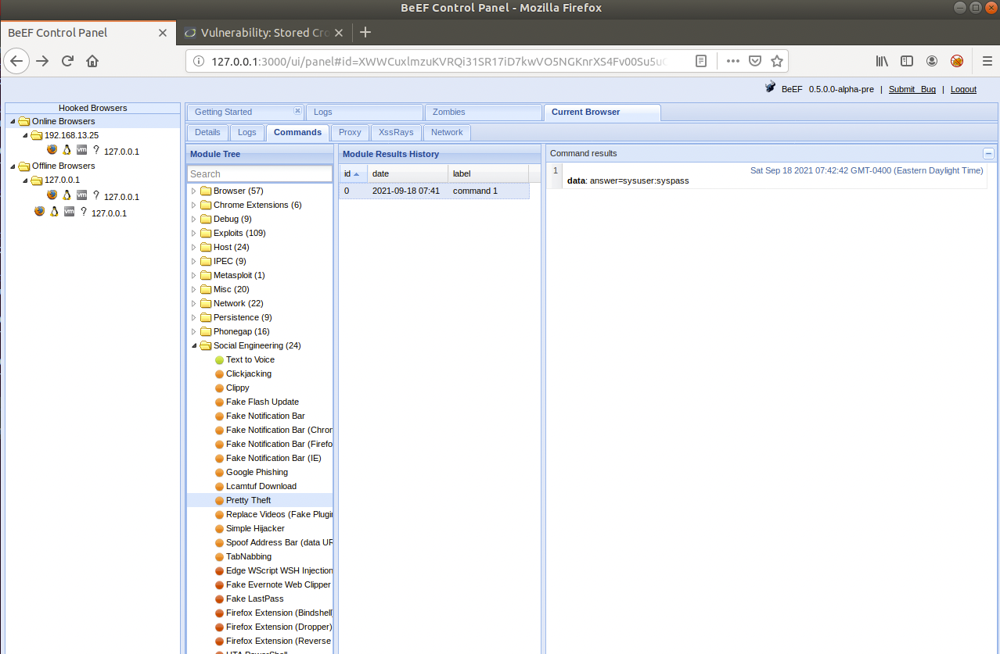 BeEF Control Panel - Mozilla Firefox
BeEF Control Panel
Vulnerability: Stored Cro
127.0.0.1:3000/ui/panel#id=XWWCuxlmzuKVRQi31SR17iD7kwVO5NGKnrXS4Fv00Su5u
BeEF 0.5.0.0-alpha-pre | Submit Bug | Logout
Hooked Browsers
Online Browsers
192.168.13.25
? 127.0.0.1
Offline Browsers
127.0.0.1
? 127.0.0.1
? 127.0.0.1
Getting Started
Logs
Zombies
Current Browser
Details
Logs
Commands
Proxy
XssRays
Network
Module Tree
Search
Browser (57)
Chrome Extensions (6)
Debug (9)
Exploits (109)
Host (24)
IPEC (9)
Metasploit (1)
Misc (20)
Network (22)
Persistence (9)
Phonegap (16)
Social Engineering (24)
Text to Voice
Clickjacking
Clippy
Fake Flash Update
Fake Notification Bar
Fake Notification Bar (Chron
Fake Notification Bar (Firefo
Fake Notification Bar (IE)
Google Phishing
Lcamtuf Download
Pretty Theft
Replace Videos (Fake Plugin
Simple Hijacker
Spoof Address Bar (data UR
TabNabbing
Edge WScript WSH Injection
Fake Evernote Web Clipper
Fake LastPass
Firefox Extension (Bindshell)
Firefox Extension (Dropper)
Firefox Extension (Reverse
HTA PowerShell
Module Results History
id date label
0 2021-09-18 07:41 command 1
Command results
1 Sat Sep 18 2021 07:42:42 GMT-0400 (Eastern Daylight Time)
data: answer=sysuser:syspass